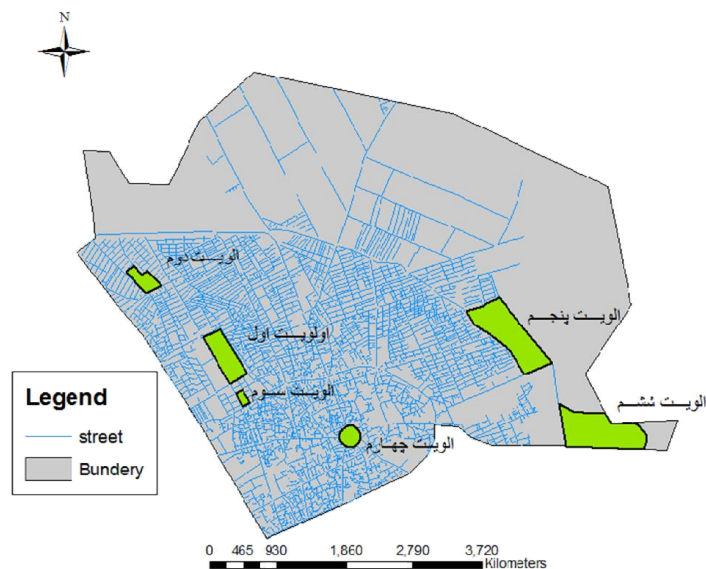 N
الویت دوم
اولویت اول
الویت پنجم
الویت سوم
الویت ششم
الویت چهارم
Legend
street
Bundery
0 465 930 1,860 2,790 3,720
Kilometers